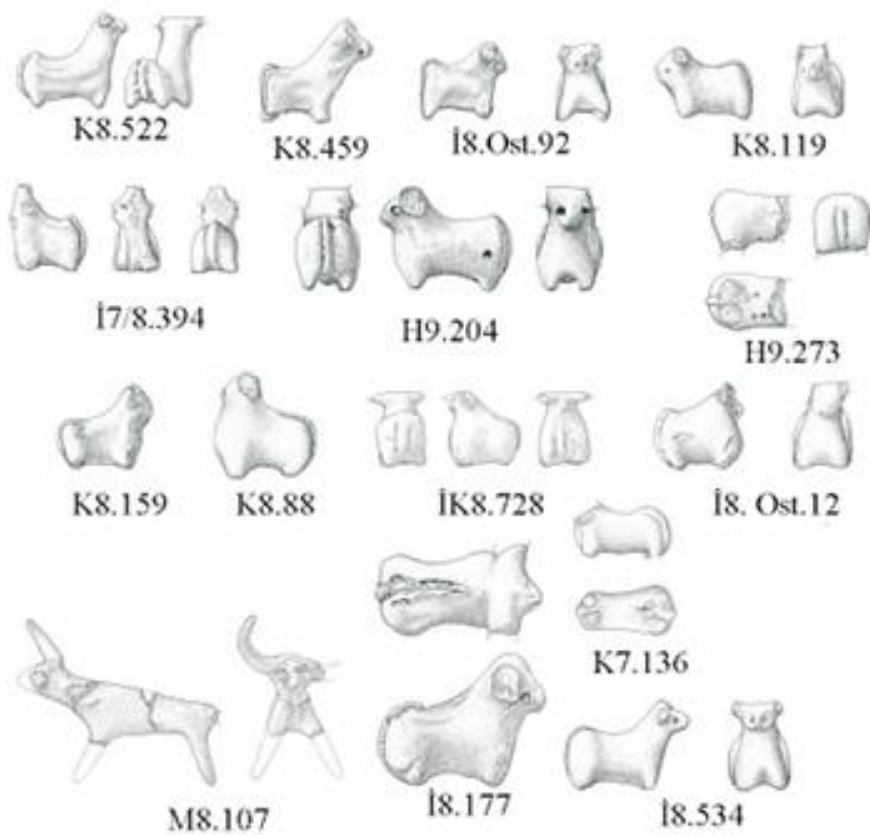 K8.522
K8.459
İ8.Ost.92
K8.119
İ7/8.394
H9.204
H9.273
K8.159
K8.88
İK8.728
İ8. Ost.12
K7.136
M8.107
İ8.177
İ8.534